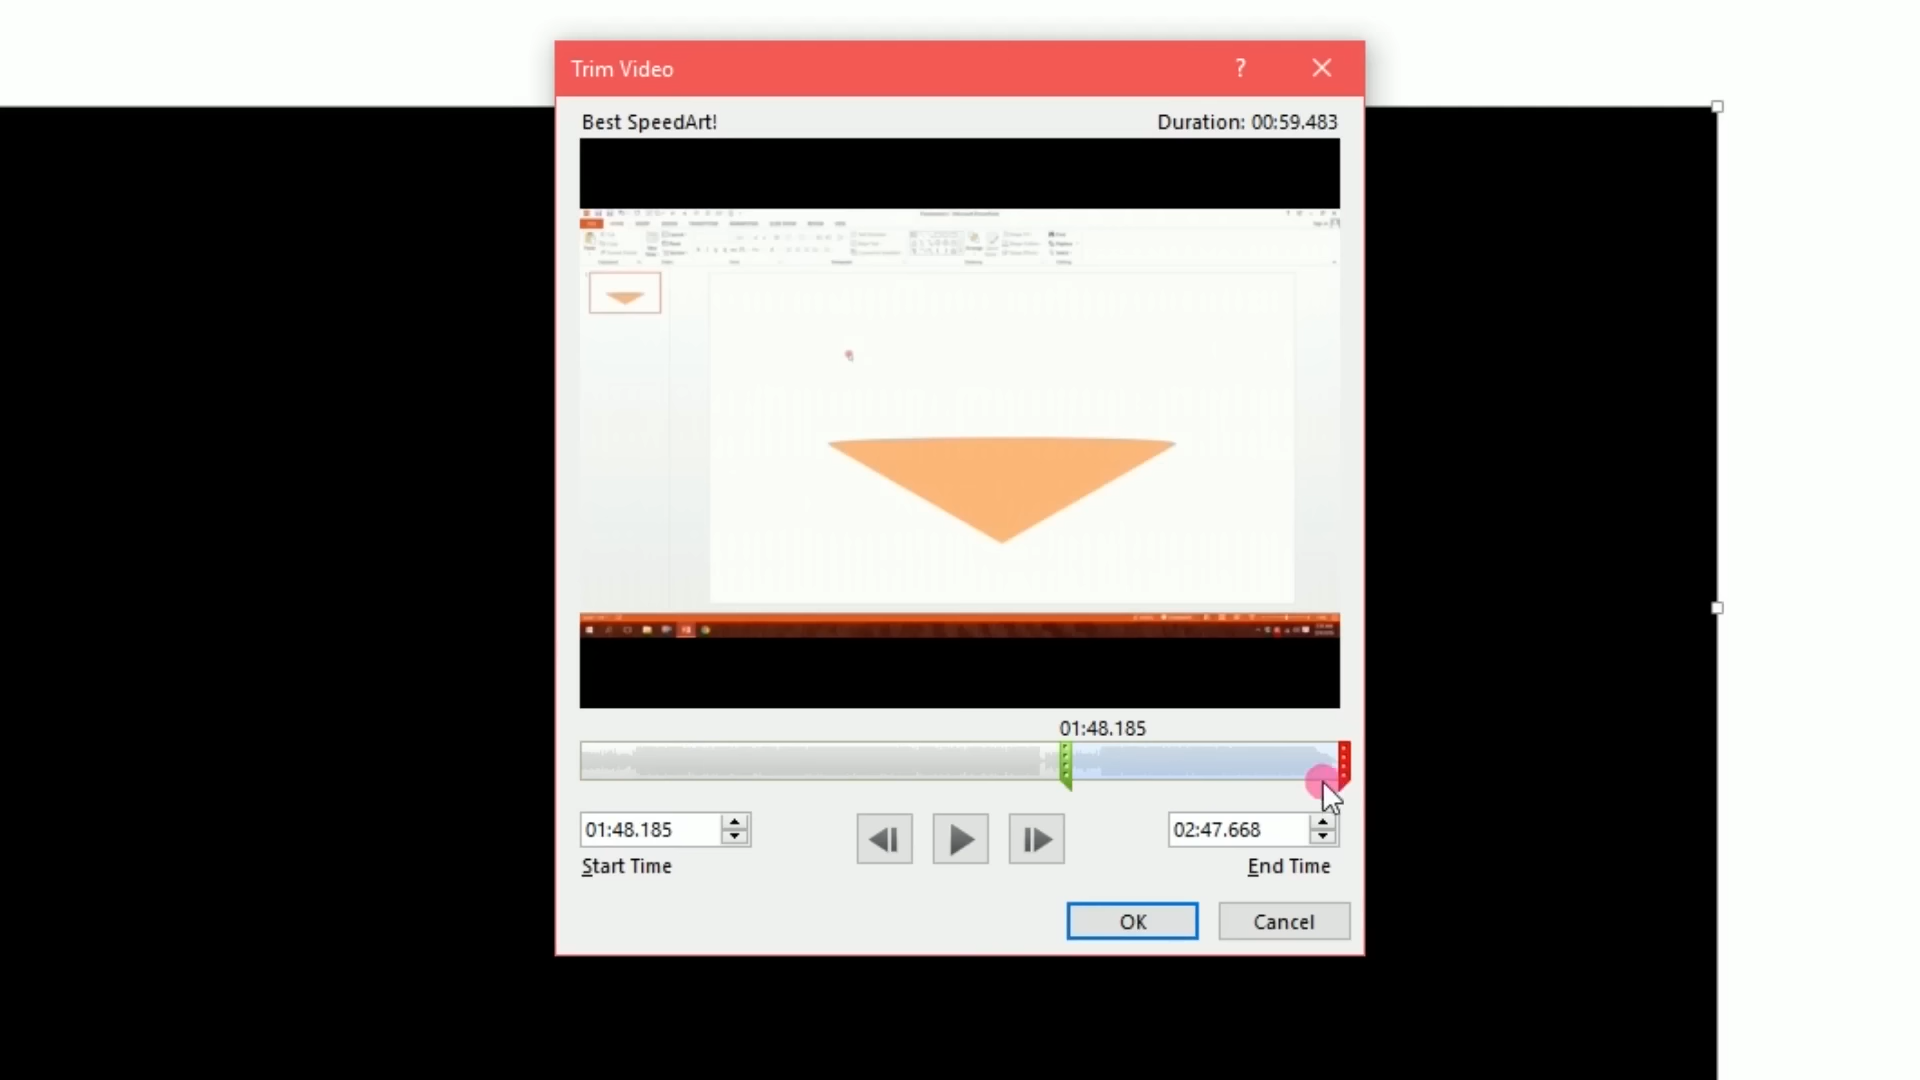 Trim Video
?
Best SpeedArt!
Duration: 00:59.483
01:48.185
01:48.185
02:47.668
Start Time
End Time
OK
Cancel